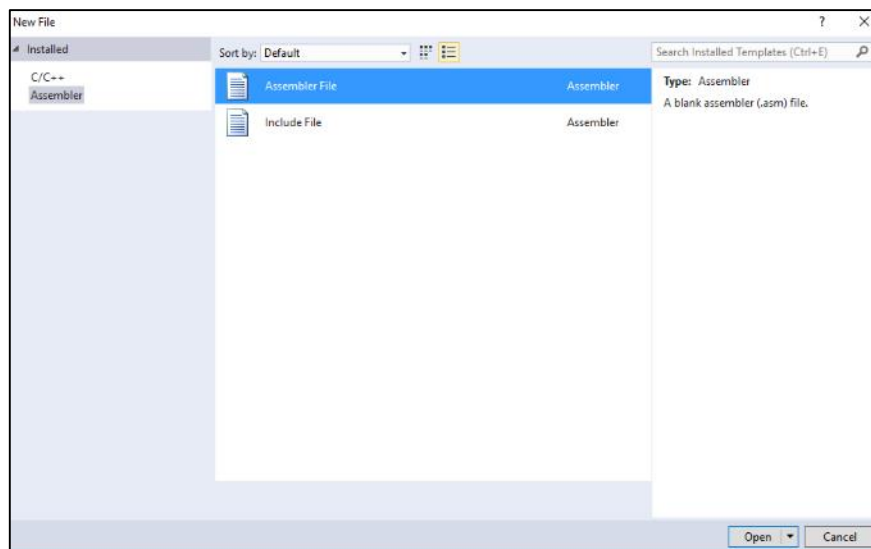 New File
? ×
Installed
Sort by: Default
Search Installed Templates (Ctrl+E)
C/C++
Assembler
Assembler File Assembler
Include File Assembler
Type: Assembler
A blank assembler (.asm) file.
Open Cancel